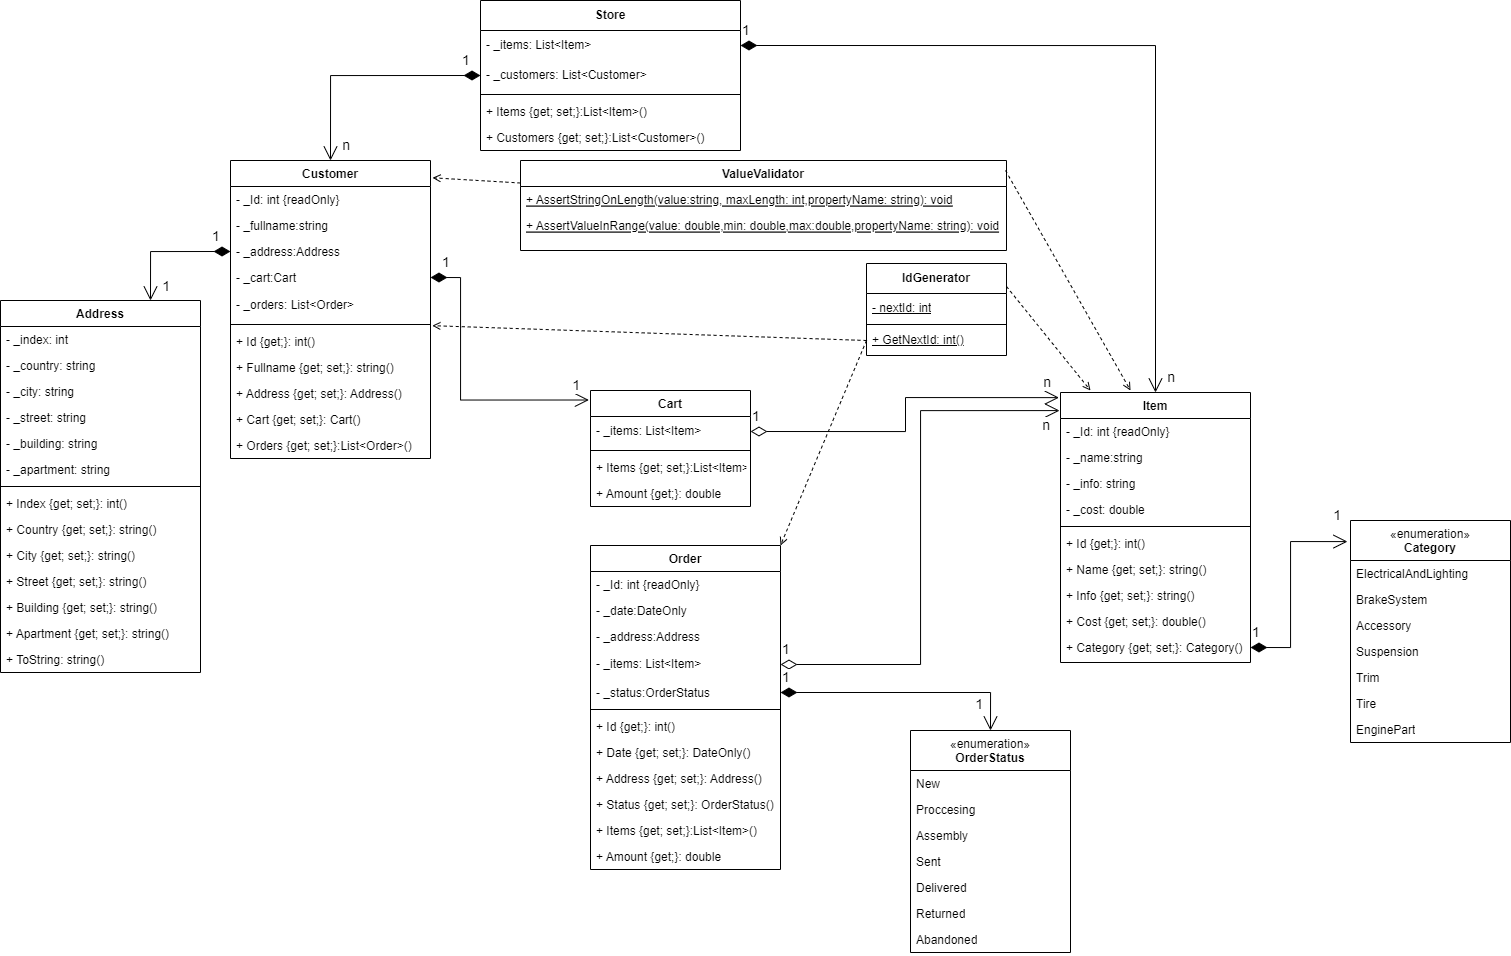 Store
- _items: List<Item>
- _customers: List<Customer>
+ Items {get; set;}:List<Item>()
+ Customers {get; set;}:List<Customer>()
1
1
n
n
Customer
- _Id: int {readOnly}
- _fullname:string
- _address:Address
- _cart:Cart
- _orders: List<Order>
+ Id {get;}: int()
+ Fullname {get; set;}: string()
+ Address {get; set;}: Address()
+ Cart {get; set;}: Cart()
+ Orders {get; set;}:List<Order>()
1
1
1
1
ValueValidator
+ AssertStringOnLength(value:string, maxLength: int,propertyName: string): void
+ AssertValueInRange(value: double,min: double,max:double,propertyName: string): void
IdGenerator
- nextId: int
+ GetNextId: int()
Address
- _index: int
- _country: string
- _city: string
- _street: string
- _building: string
- _apartment: string
+ Index {get; set;}: int()
+ Country {get; set;}: string()
+ City {get; set;}: string()
+ Street {get; set;}: string()
+ Building {get; set;}: string()
+ Apartment {get; set;}: string()
+ ToString: string()
Cart
- _items: List<Item>
+ Items {get; set;}:List<Item>
+ Amount {get;}: double
1
n
n
Item
- _Id: int {readOnly}
- _name:string
- _info: string
- _cost: double
+ Id {get;}: int()
+ Name {get; set;}: string()
+ Info {get; set;}: string()
+ Cost {get; set;}: double()
+ Category {get; set;}: Category()
1
1
«enumeration»
Category
ElectricalAndLighting
BrakeSystem
Accessory
Suspension
Trim
Tire
EnginePart
Order
- _Id: int {readOnly}
- _date:DateOnly
- _address:Address
- _items: List<Item>
- _status:OrderStatus
+ Id {get;}: int()
+ Date {get; set;}: DateOnly()
+ Address {get; set;}: Address()
+ Status {get; set;}: OrderStatus()
+ Items {get; set;}:List<Item>()
+ Amount {get;}: double
1
1
1
«enumeration»
OrderStatus
New
Proccesing
Assembly
Sent
Delivered
Returned
Abandoned